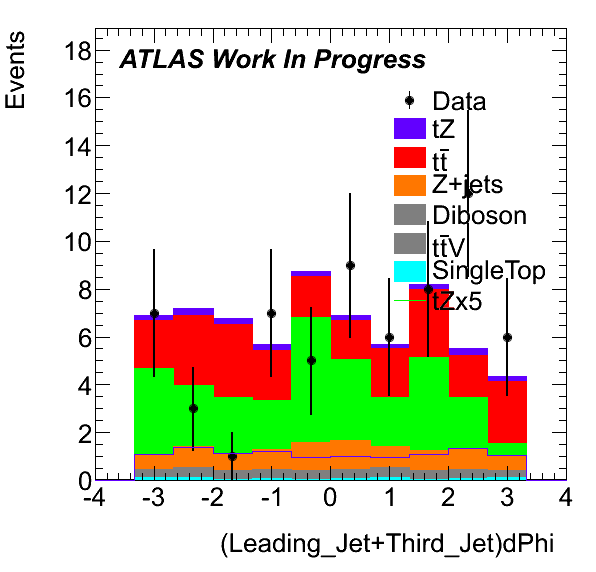 Events
ATLAS Work In Progress
Data
tZ
tt̄
Z+jets
Diboson
tt̄V
SingleTop
tZx5
18
16
14
12
10
8
6
4
2
0
-4 -3 -2 -1 0 1 2 3 4
(Leading_Jet+Third_Jet)dPhi